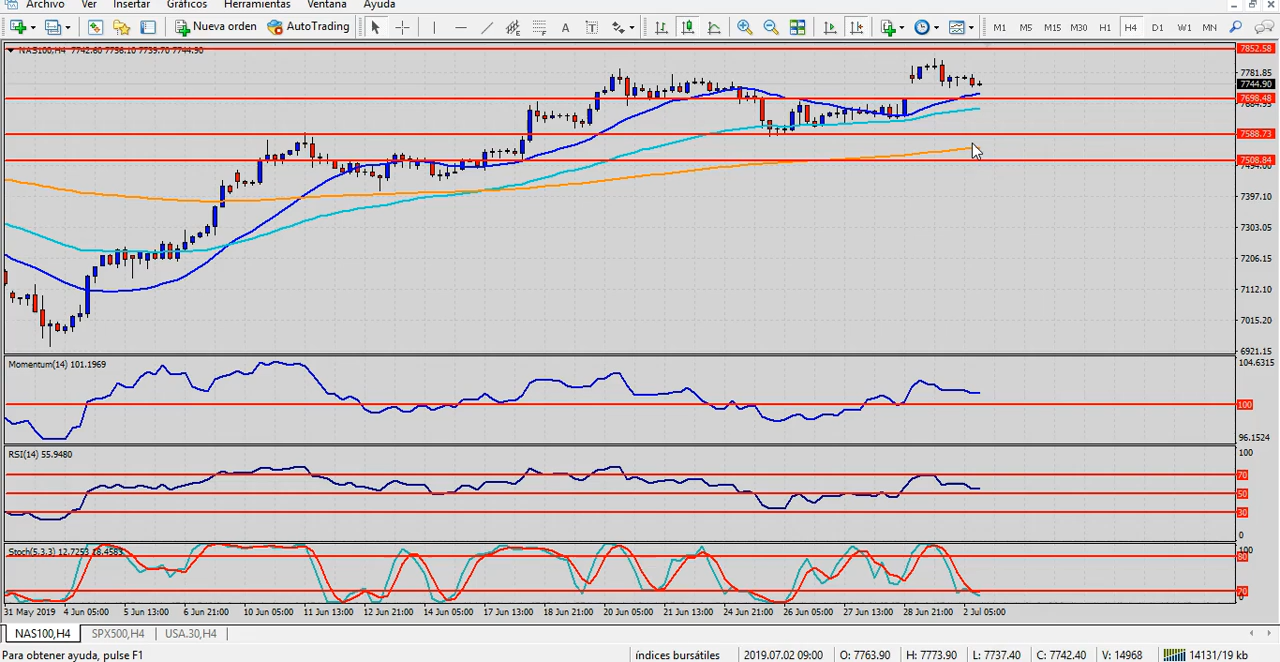 Archivo Ver Insertar Gráficos Herramientas Ventana Ayuda
Nueva orden AutoTrading A T M1 M5 M15 M30 H1 H4 D1 W1 MN
NAS100,H4 7742.60 7756.10 7739.70 7744.90
7852.58
7781.85
7744.90
7698.48
7588.73
7508.84
7397.10
7303.05
7206.15
7112.10
7015.20
6921.15
Momentum(14) 101.1969
104.6315
100
96.1524
RSI(14) 55.9480
100
70
50
30
0
Stoch(5,3,3) 12.7253 18.4583
100
80
0
31 May 2019 4 Jun 05:00 5 Jun 13:00 6 Jun 21:00 10 Jun 05:00 11 Jun 13:00 12 Jun 21:00 14 Jun 05:00 17 Jun 13:00 18 Jun 21:00 20 Jun 05:00 21 Jun 13:00 24 Jun 21:00 26 Jun 05:00 27 Jun 13:00 28 Jun 21:00 2 Jul 05:00
NAS100,H4 SPX500,H4 USA.30,H4
Para obtener ayuda, pulse F1 índices bursátiles 2019.07.02 09:00 O: 7763.90 H: 7773.90 L: 7737.40 C: 7742.40 V: 14968 14131/19 kb